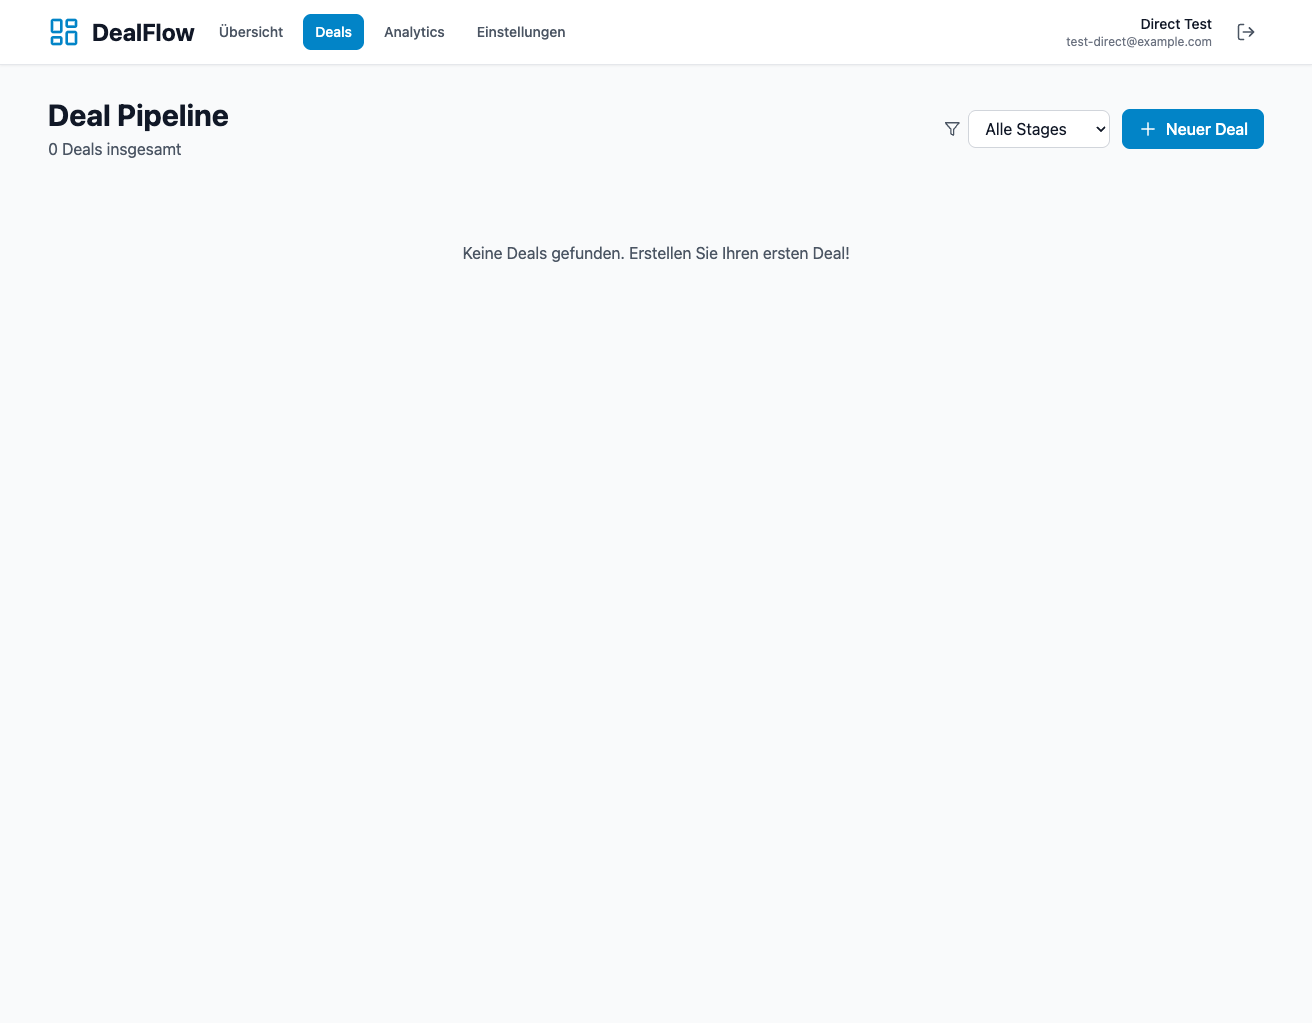 DealFlow
Übersicht
Deals
Analytics
Einstellungen
Direct Test
test-direct@example.com
Deal Pipeline
0 Deals insgesamt
Alle Stages
Neuer Deal
Keine Deals gefunden. Erstellen Sie Ihren ersten Deal!